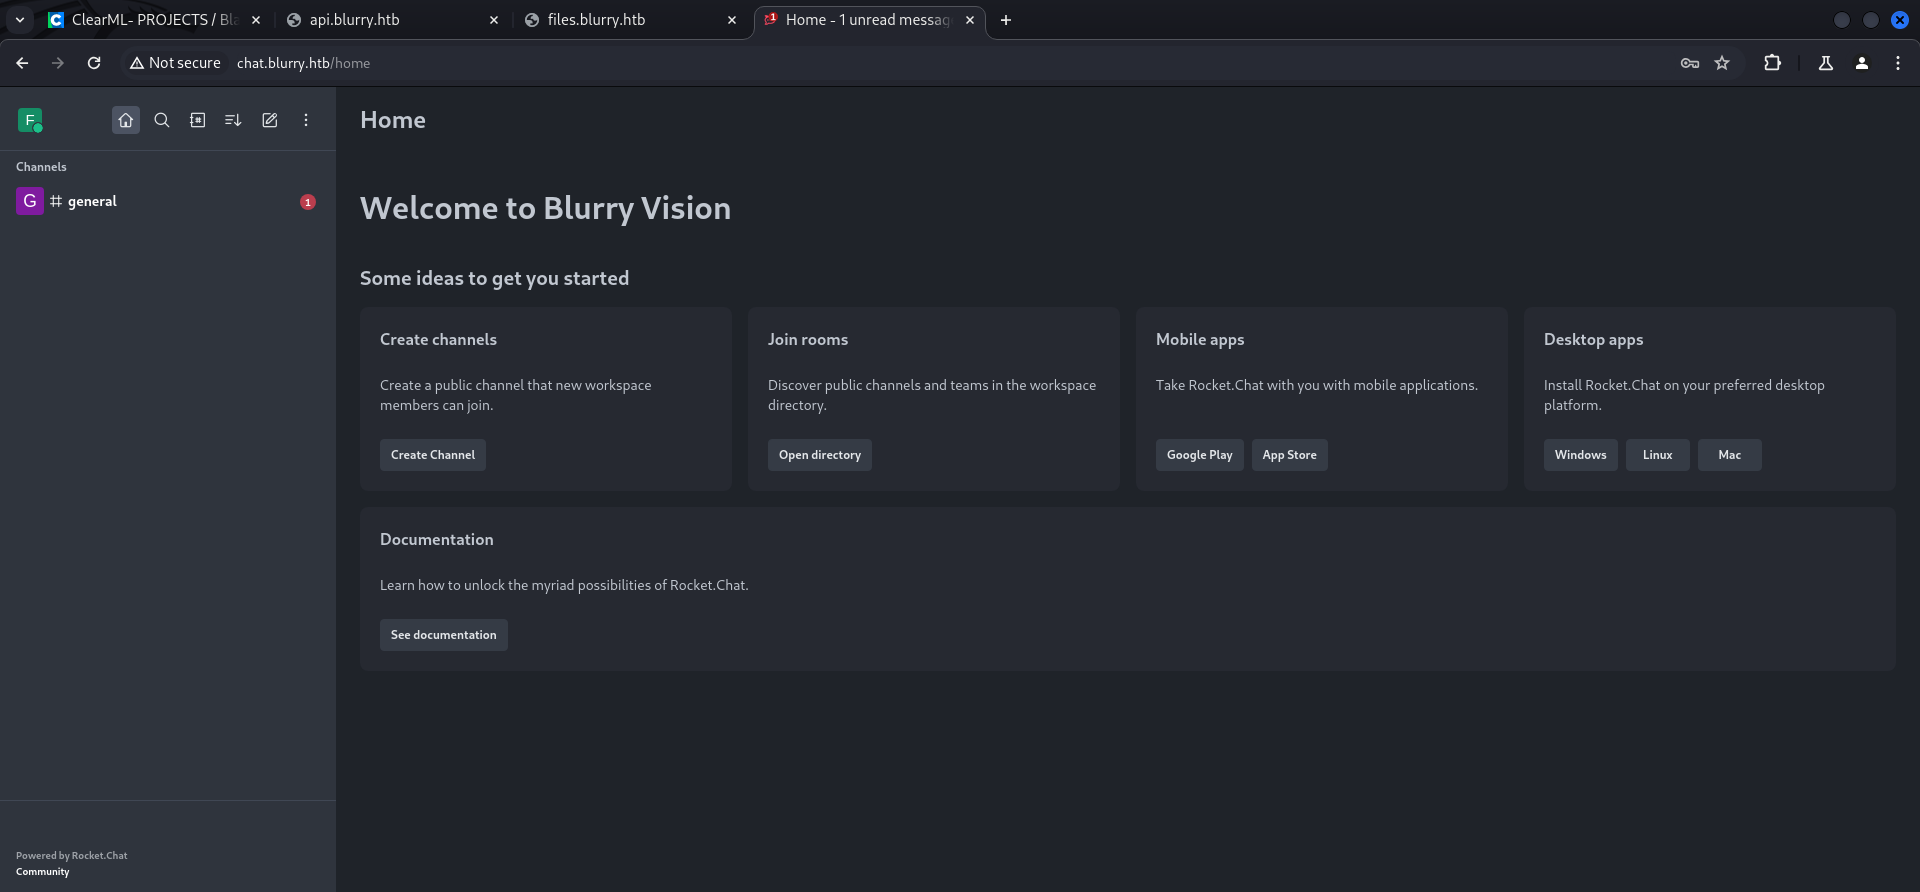 ClearML- PROJECTS / Bla
api.blurry.htb
files.blurry.htb
1
Home - 1 unread messag
Not secure
chat.blurry.htb/home
F
Home
Channels
G
general
1
Welcome to Blurry Vision
Some ideas to get you started
Create channels
Create a public channel that new workspace
members can join.
Create Channel
Join rooms
Discover public channels and teams in the workspace
directory.
Open directory
Mobile apps
Take Rocket.Chat with you with mobile applications.
Google Play
App Store
Desktop apps
Install Rocket.Chat on your preferred desktop
platform.
Windows
Linux
Mac
Documentation
Learn how to unlock the myriad possibilities of Rocket.Chat.
See documentation
Powered by Rocket.Chat
Community